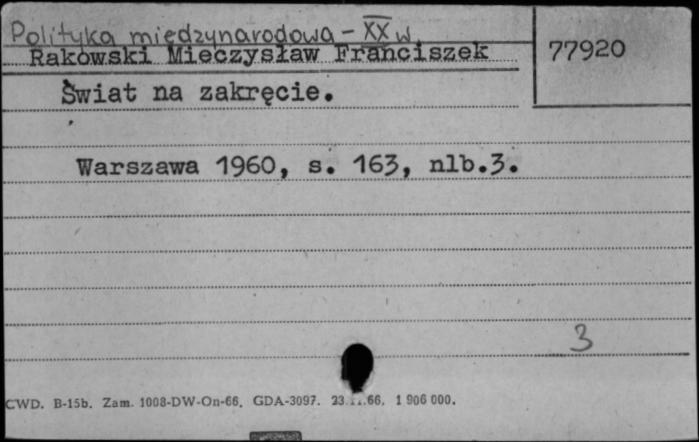 Polityka międzynarodowa - XX w.
77920
Rakowski Mieczysław Franciszek
Świat na zakręcie.
Warszawa 1960, s. 163, nlb.3.
3
CWD. B-15b. Zam. 1008-DW-On-66. GDA-3097. 1 906 000.